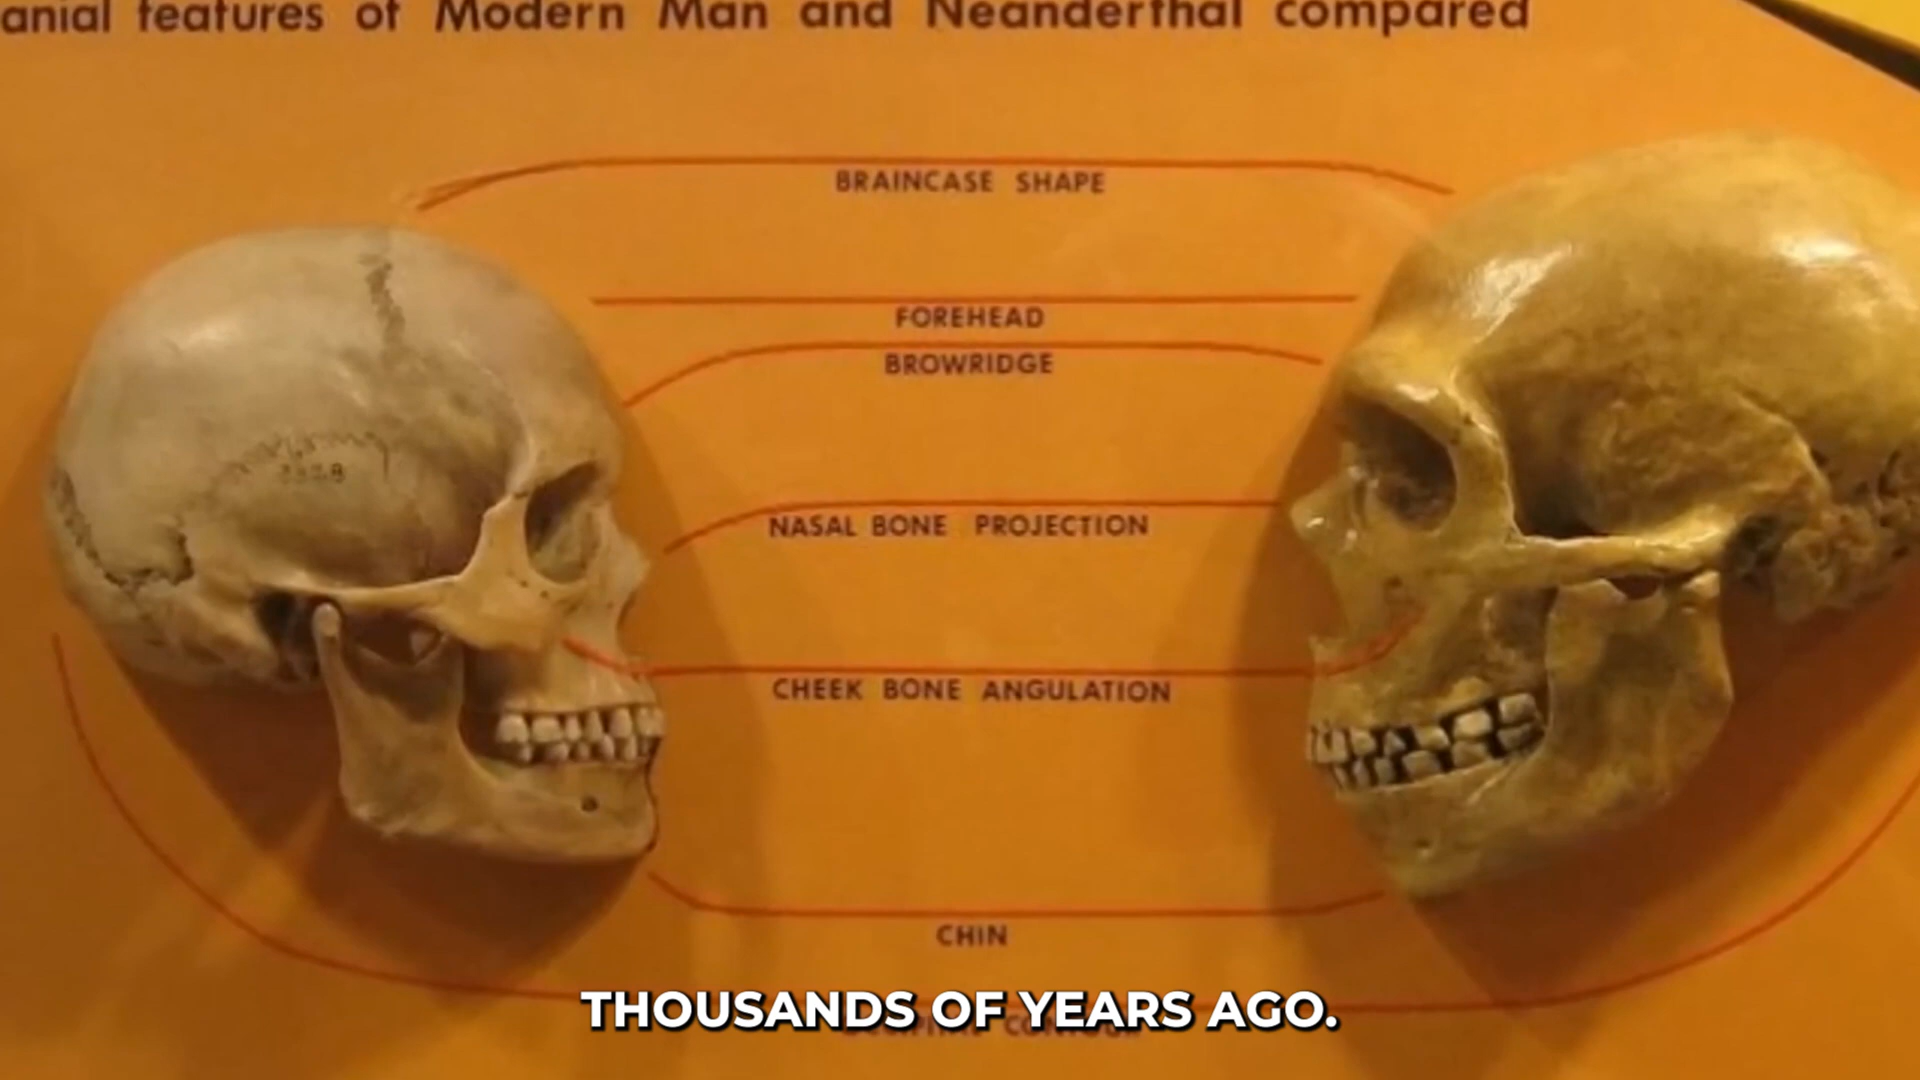 anial features of Modern Man and Neanderthal compared
BRAINCASE SHAPE
FOREHEAD
BROWRIDGE
NASAL BONE PROJECTION
CHEEK BONE ANGULATION
CHIN
THOUSANDS OF YEARS AGO.